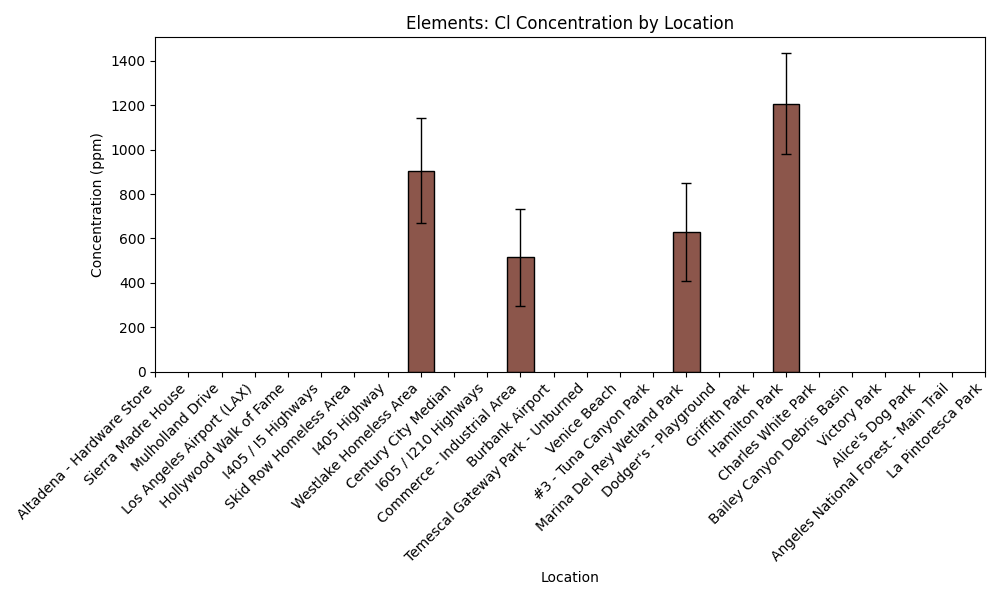 Elements: Cl Concentration by Location
Concentration (ppm)
1400
1200
1000
800
600
400
200
0
Altadena - Hardware Store
Sierra Madre House
Mulholland Drive
Los Angeles Airport (LAX)
Hollywood Walk of Fame
I405 / I5 Highways
Skid Row Homeless Area
I405 Highway
Westlake Homeless Area
Century City Median
I605 / I210 Highways
Commerce - Industrial Area
Burbank Airport
Temescal Gateway Park - Unburned
Venice Beach
#3 - Tuna Canyon Park
Marina Del Rey Wetland Park
Dodger's - Playground
Griffith Park
Hamilton Park
Charles White Park
Bailey Canyon Debris Basin
Victory Park
Alice's Dog Park
Angeles National Forest - Main Trail
La Pintoresca Park
Location